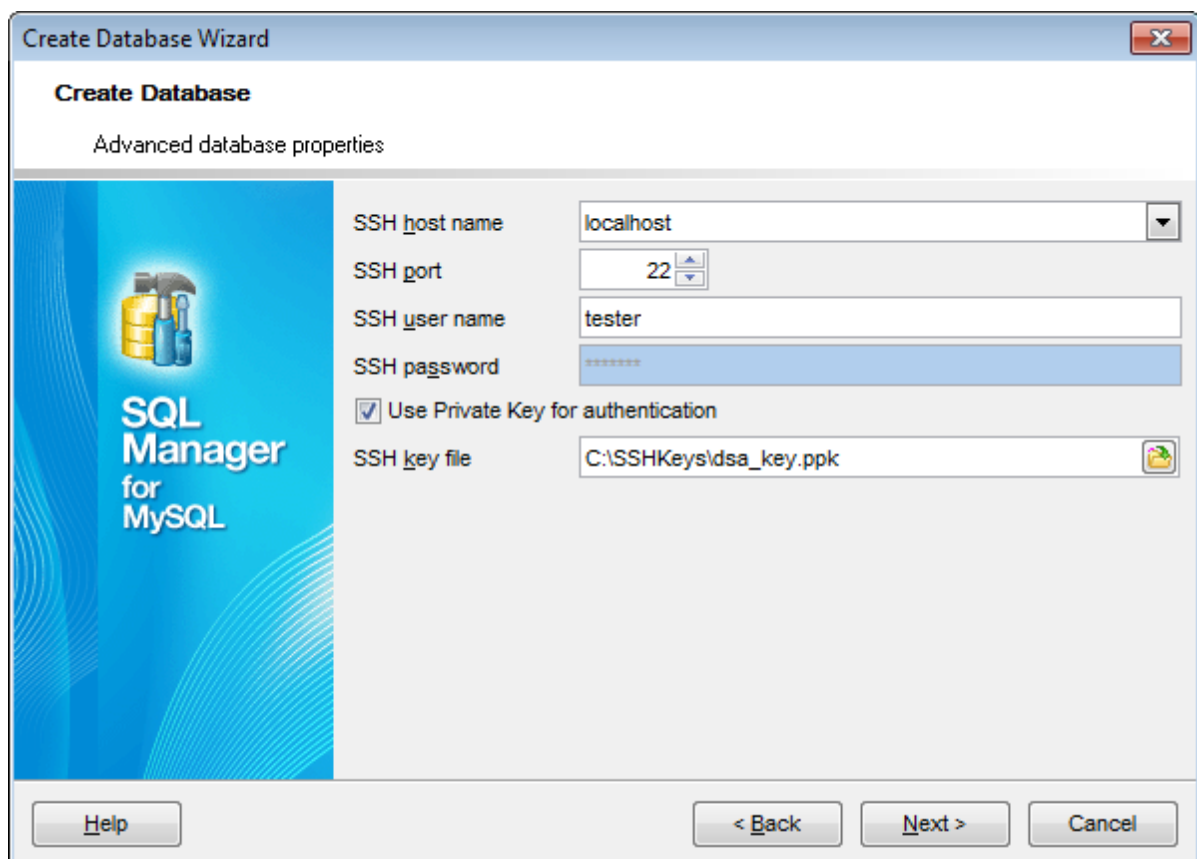 Create Database Wizard
Create Database
Advanced database properties
SSH host name localhost
SSH port 22
SSH user name tester
SSH password *******
Use Private Key for authentication
SSH key file C:\SSHKeys\dsa_key.ppk
SQL
Manager
for
MySQL
Help < Back Next > Cancel